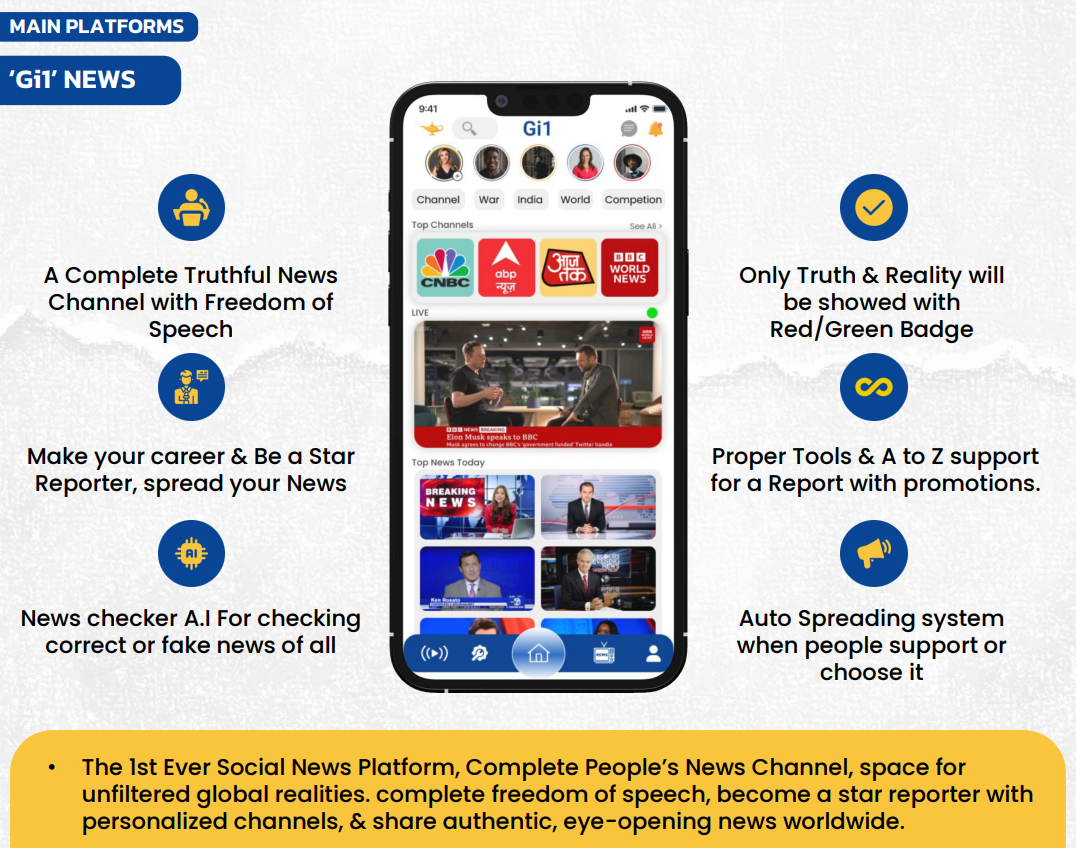 MAIN PLATFORMS
‘Gi1’ NEWS
A Complete Truthful News
Channel with Freedom of
Speech
Make your career & Be a Star
Reporter, spread your News
AI
News checker A.I For checking
correct or fake news of all
9:41
Gi1
Channel War India World Competion
Top Channels See All >
CNBC
abp
न्यूज़
आज
तक
BBC
WORLD
NEWS
LIVE
BBC NEWS BREAKING
Elon Musk speaks to BBC
Musk agrees to change BBC's 'government funded' Twitter handle
Top News Today
BREAKING
NEWS
Ken Rosato
NEWS
Only Truth & Reality will
be showed with
Red/Green Badge
Proper Tools & A to Z support
for a Report with promotions.
Auto Spreading system
when people support or
choose it
• The 1st Ever Social News Platform, Complete People’s News Channel, space for
unfiltered global realities. complete freedom of speech, become a star reporter with
personalized channels, & share authentic, eye-opening news worldwide.